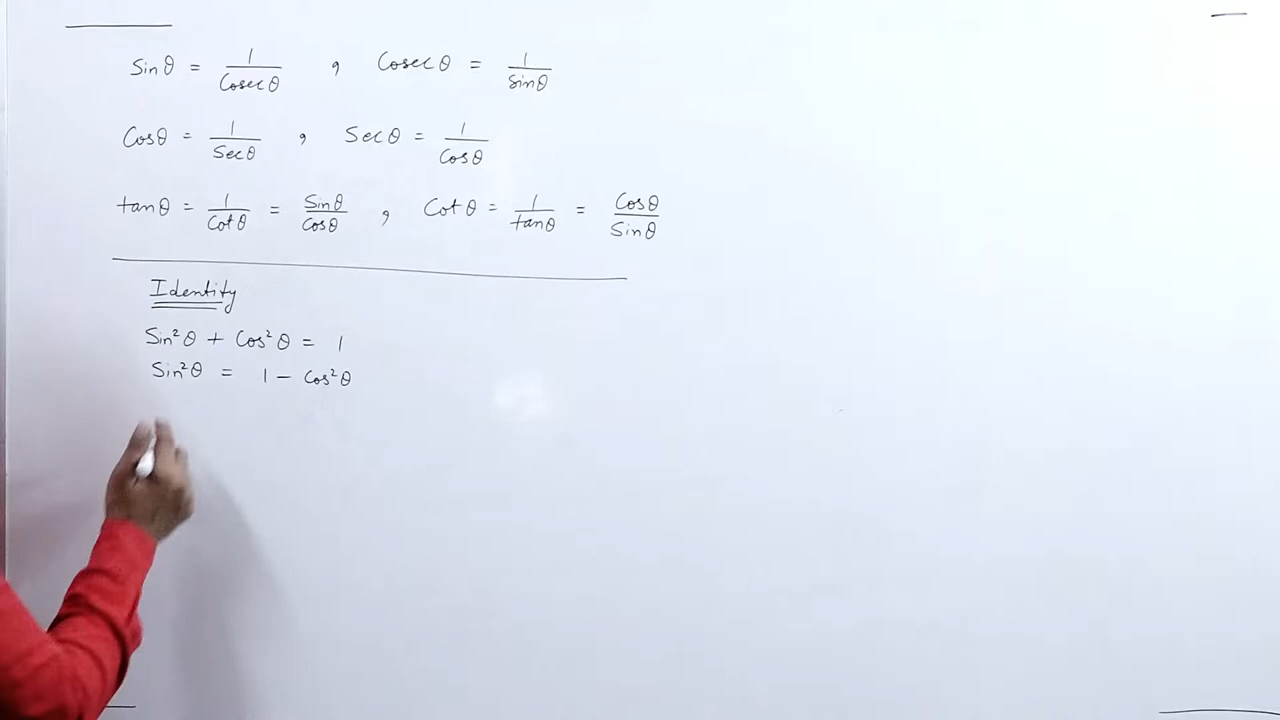 Sinθ = 1/Cosecθ , Cosecθ = 1/Sinθ
Cosθ = 1/Secθ , Secθ = 1/Cosθ
tanθ = 1/Cotθ = Sinθ/Cosθ , Cotθ = 1/tanθ = Cosθ/Sinθ
Identity
Sin²θ + Cos²θ = 1
Sin²θ = 1 - Cos²θ